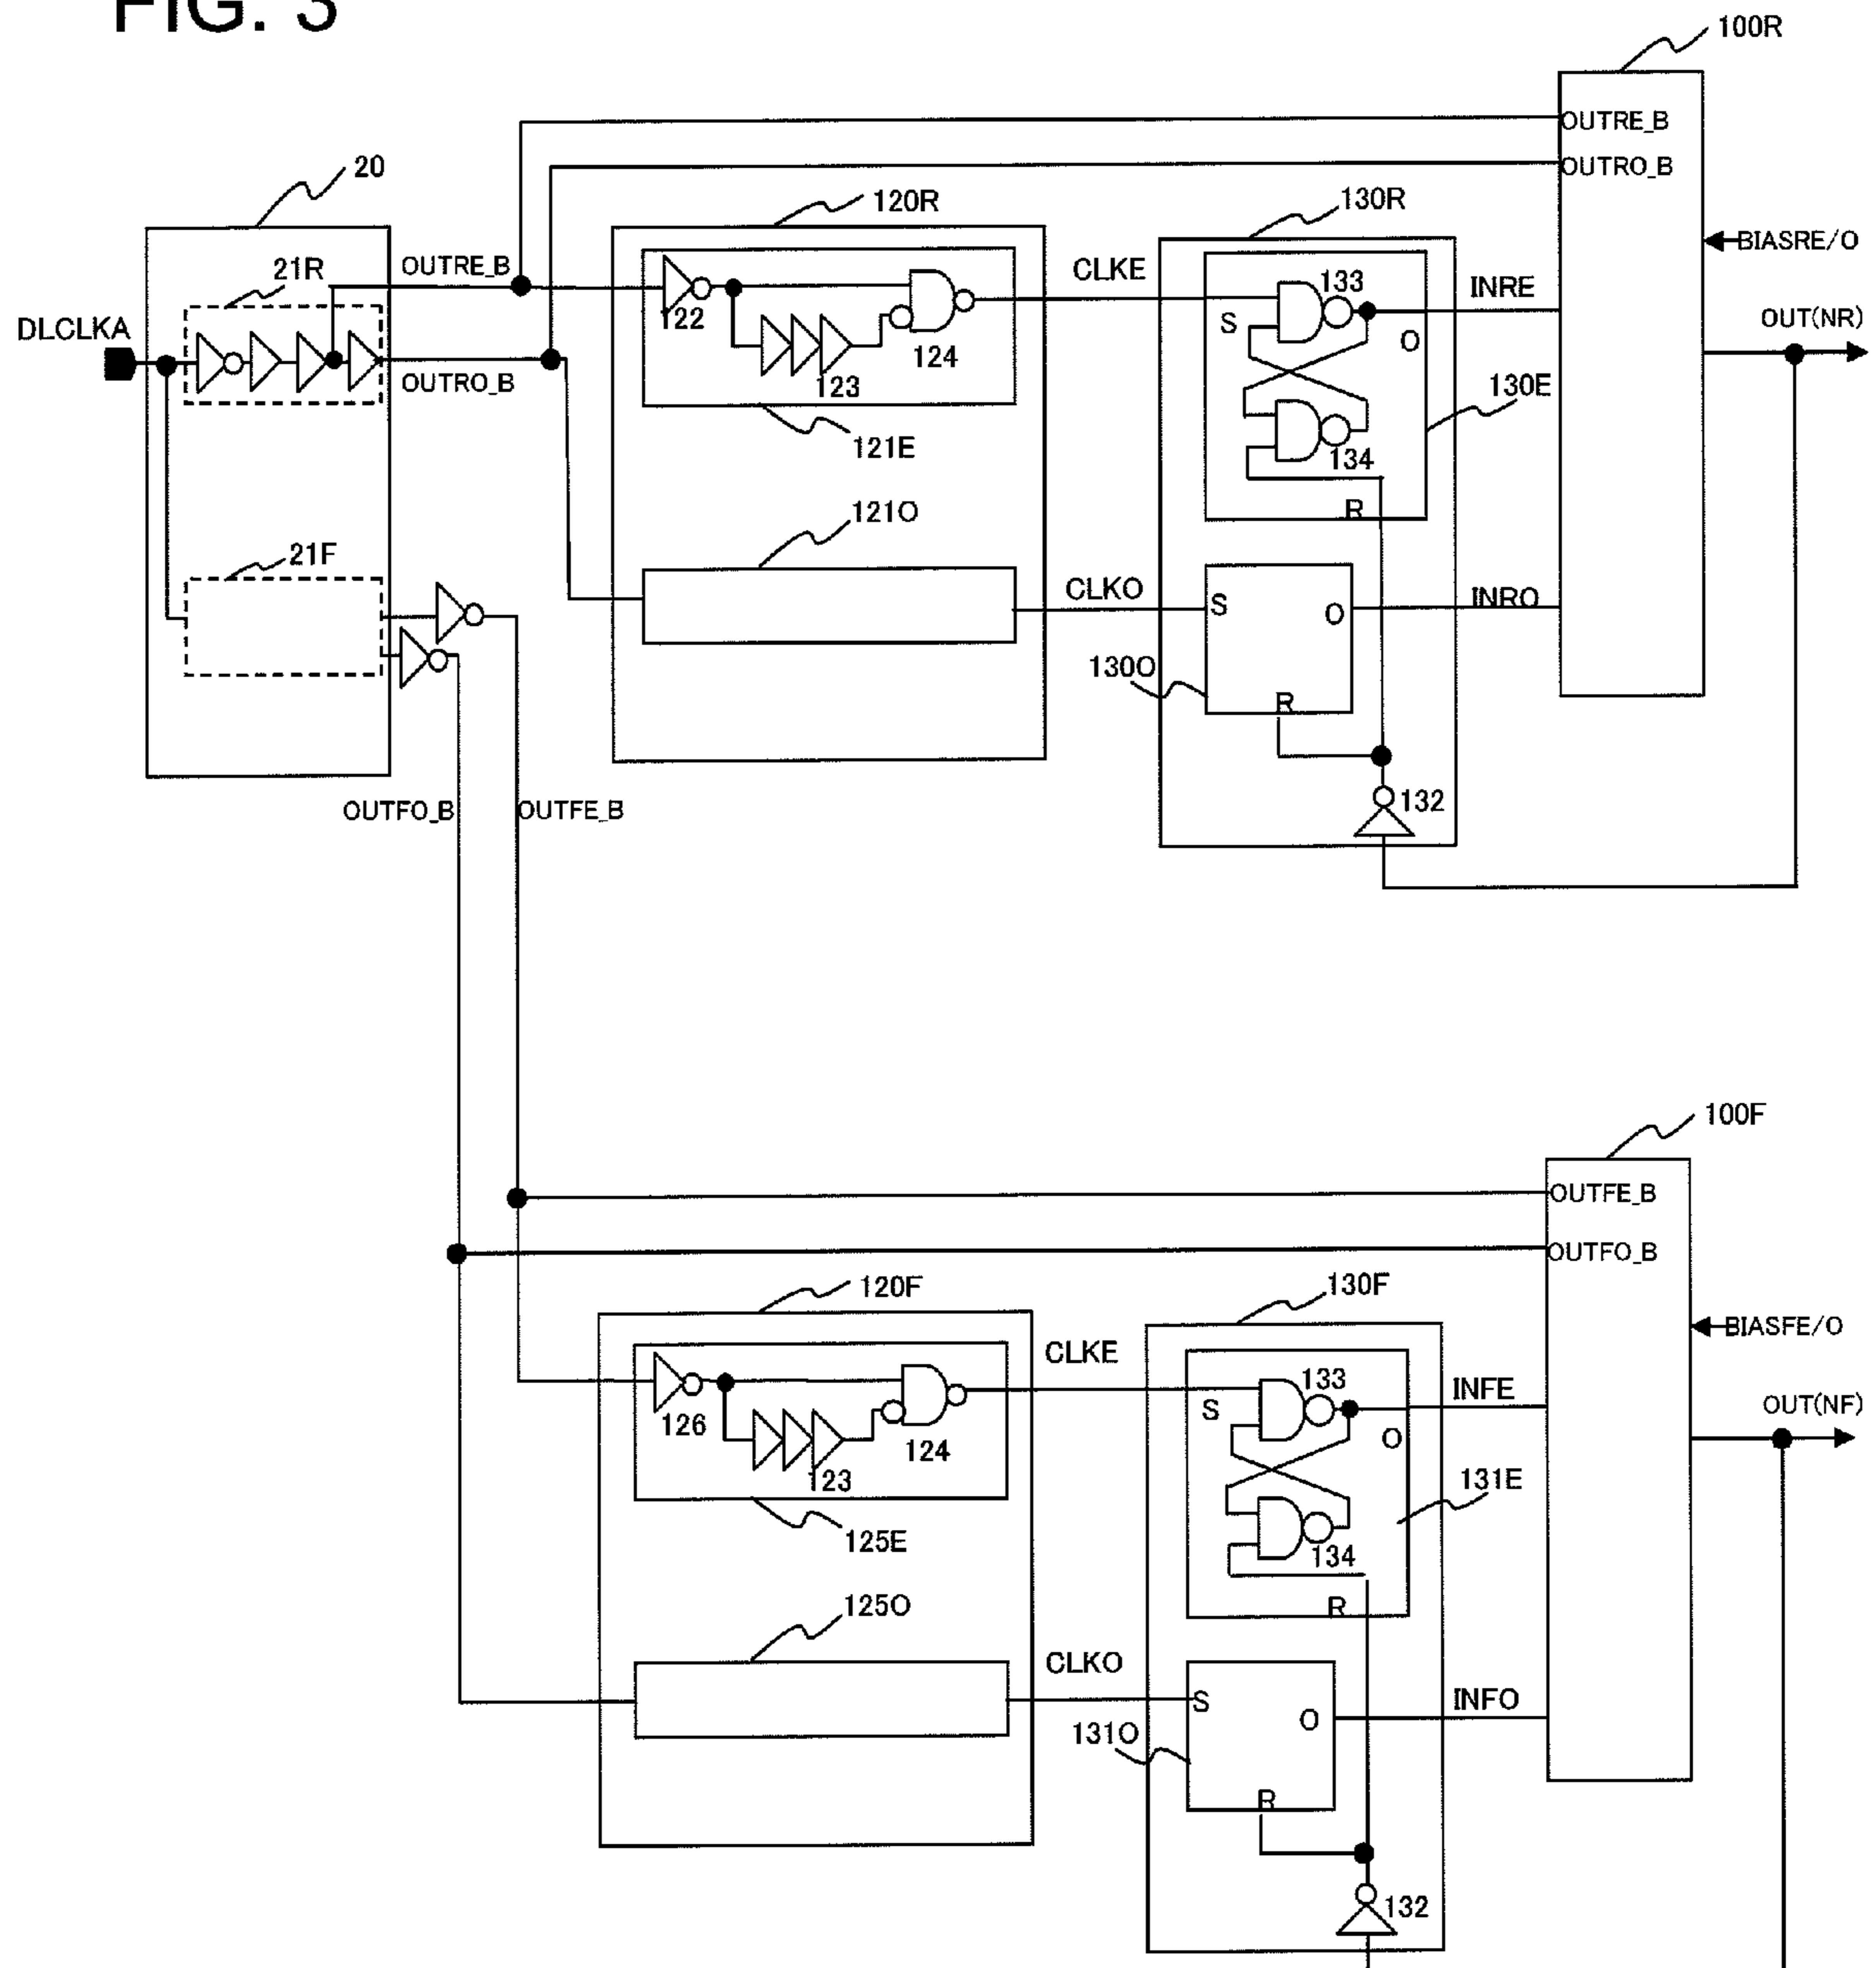 FIG. 3
100R
OUTRE_B
OUTRO_B
20
120R
130R
BIASRE/O
21R
OUTRE_B
CLKE
133
INRE
DLCLKA
122
S
OUT(NR)
O
OUTRO_B
123
124
130E
121E
134
R
121O
21F
CLKO
S
O
INRO
130O
R
132
OUTFO_B
OUTFE_B
100F
OUTFE_B
OUTFO_B
120F
130F
BIASFE/O
CLKE
133
INFE
S
OUT(NF)
126
O
123
124
131E
125E
134
R
125O
CLKO
S
O
INFO
131O
R
132